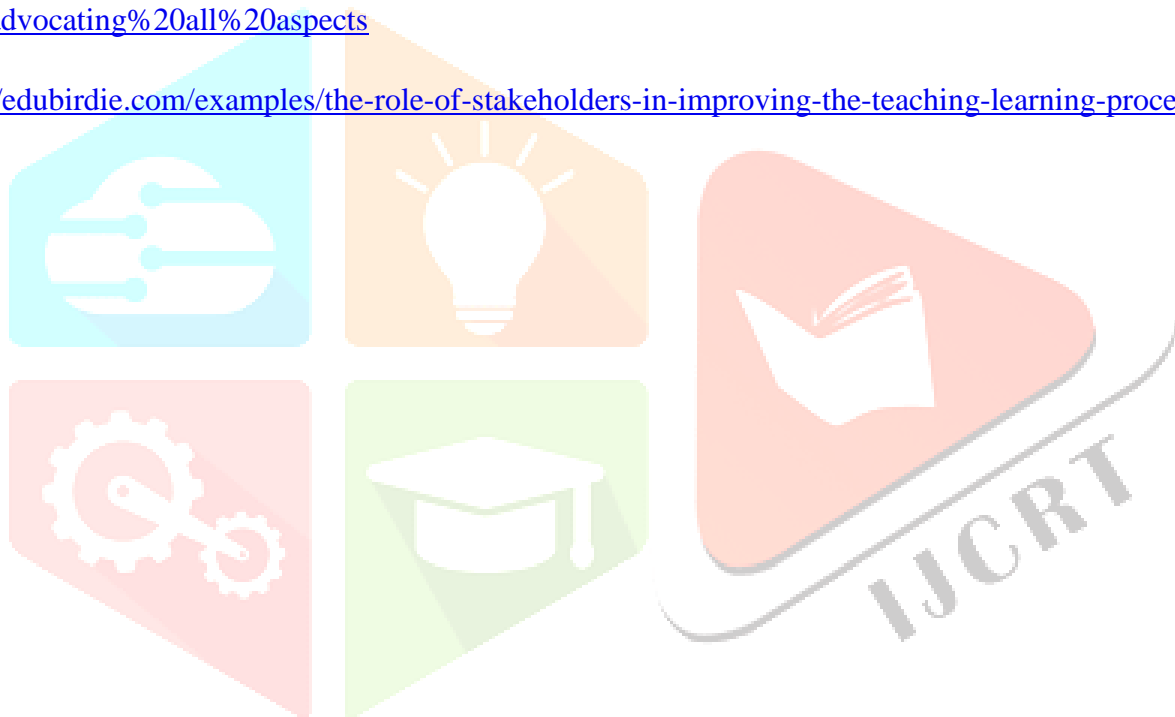 dvocating%20all%20aspects
/edubirdie.com/examples/the-role-of-stakeholders-in-improving-the-teaching-learning-proce
IJCRT